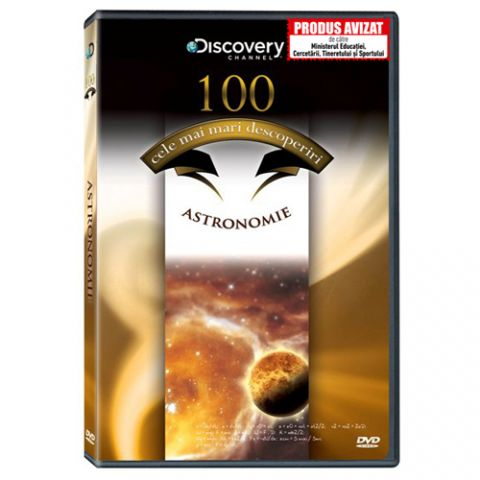 Discovery
CHANNEL
100
cele mai mari descoperiri
ASTRONOMIE
PRODUS AVIZAT
de către
Ministerul Educației,
Cercetării, Tineretului și Sportului
100
ASTRONOMIE
DVD
DVD